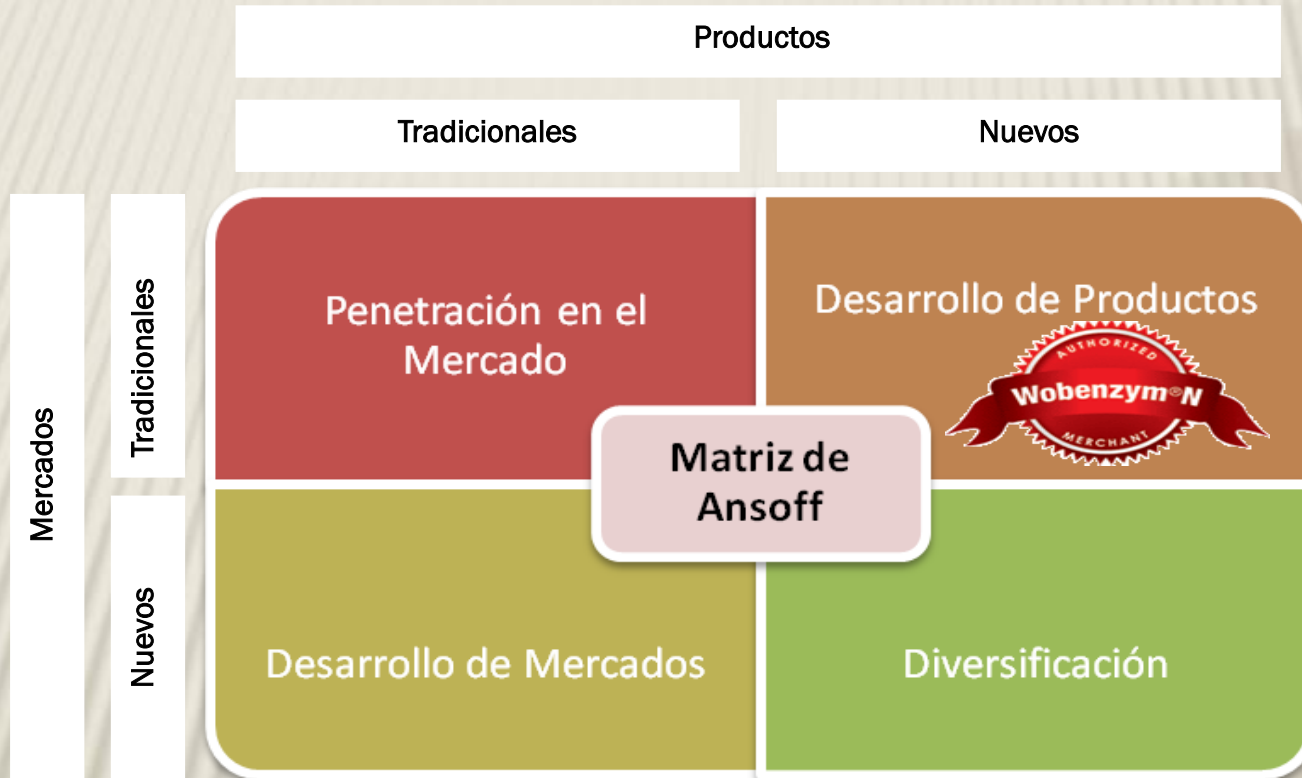 Productos
Tradicionales
Nuevos
Mercados
Tradicionales
Nuevos
Penetración en el
Mercado
Desarrollo de Productos
AUTHORIZED
Wobenzym®N
MERCHANT
Matriz de
Ansoff
Desarrollo de Mercados
Diversificación